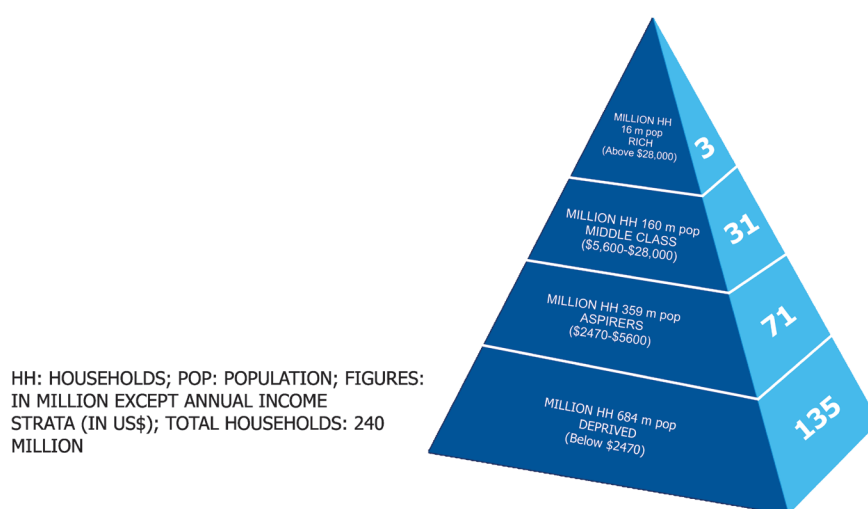 MILLION HH
16 m pop
RICH
(Above $28,000)
3
MILLION HH 160 m pop
MIDDLE CLASS
($5,600-$28,000)
31
MILLION HH 359 m pop
ASPIRERS
($2470-$5600)
71
MILLION HH 684 m pop
DEPRIVED
(Below $2470)
135
HH: HOUSEHOLDS; POP: POPULATION; FIGURES:
IN MILLION EXCEPT ANNUAL INCOME
STRATA (IN US$); TOTAL HOUSEHOLDS: 240
MILLION